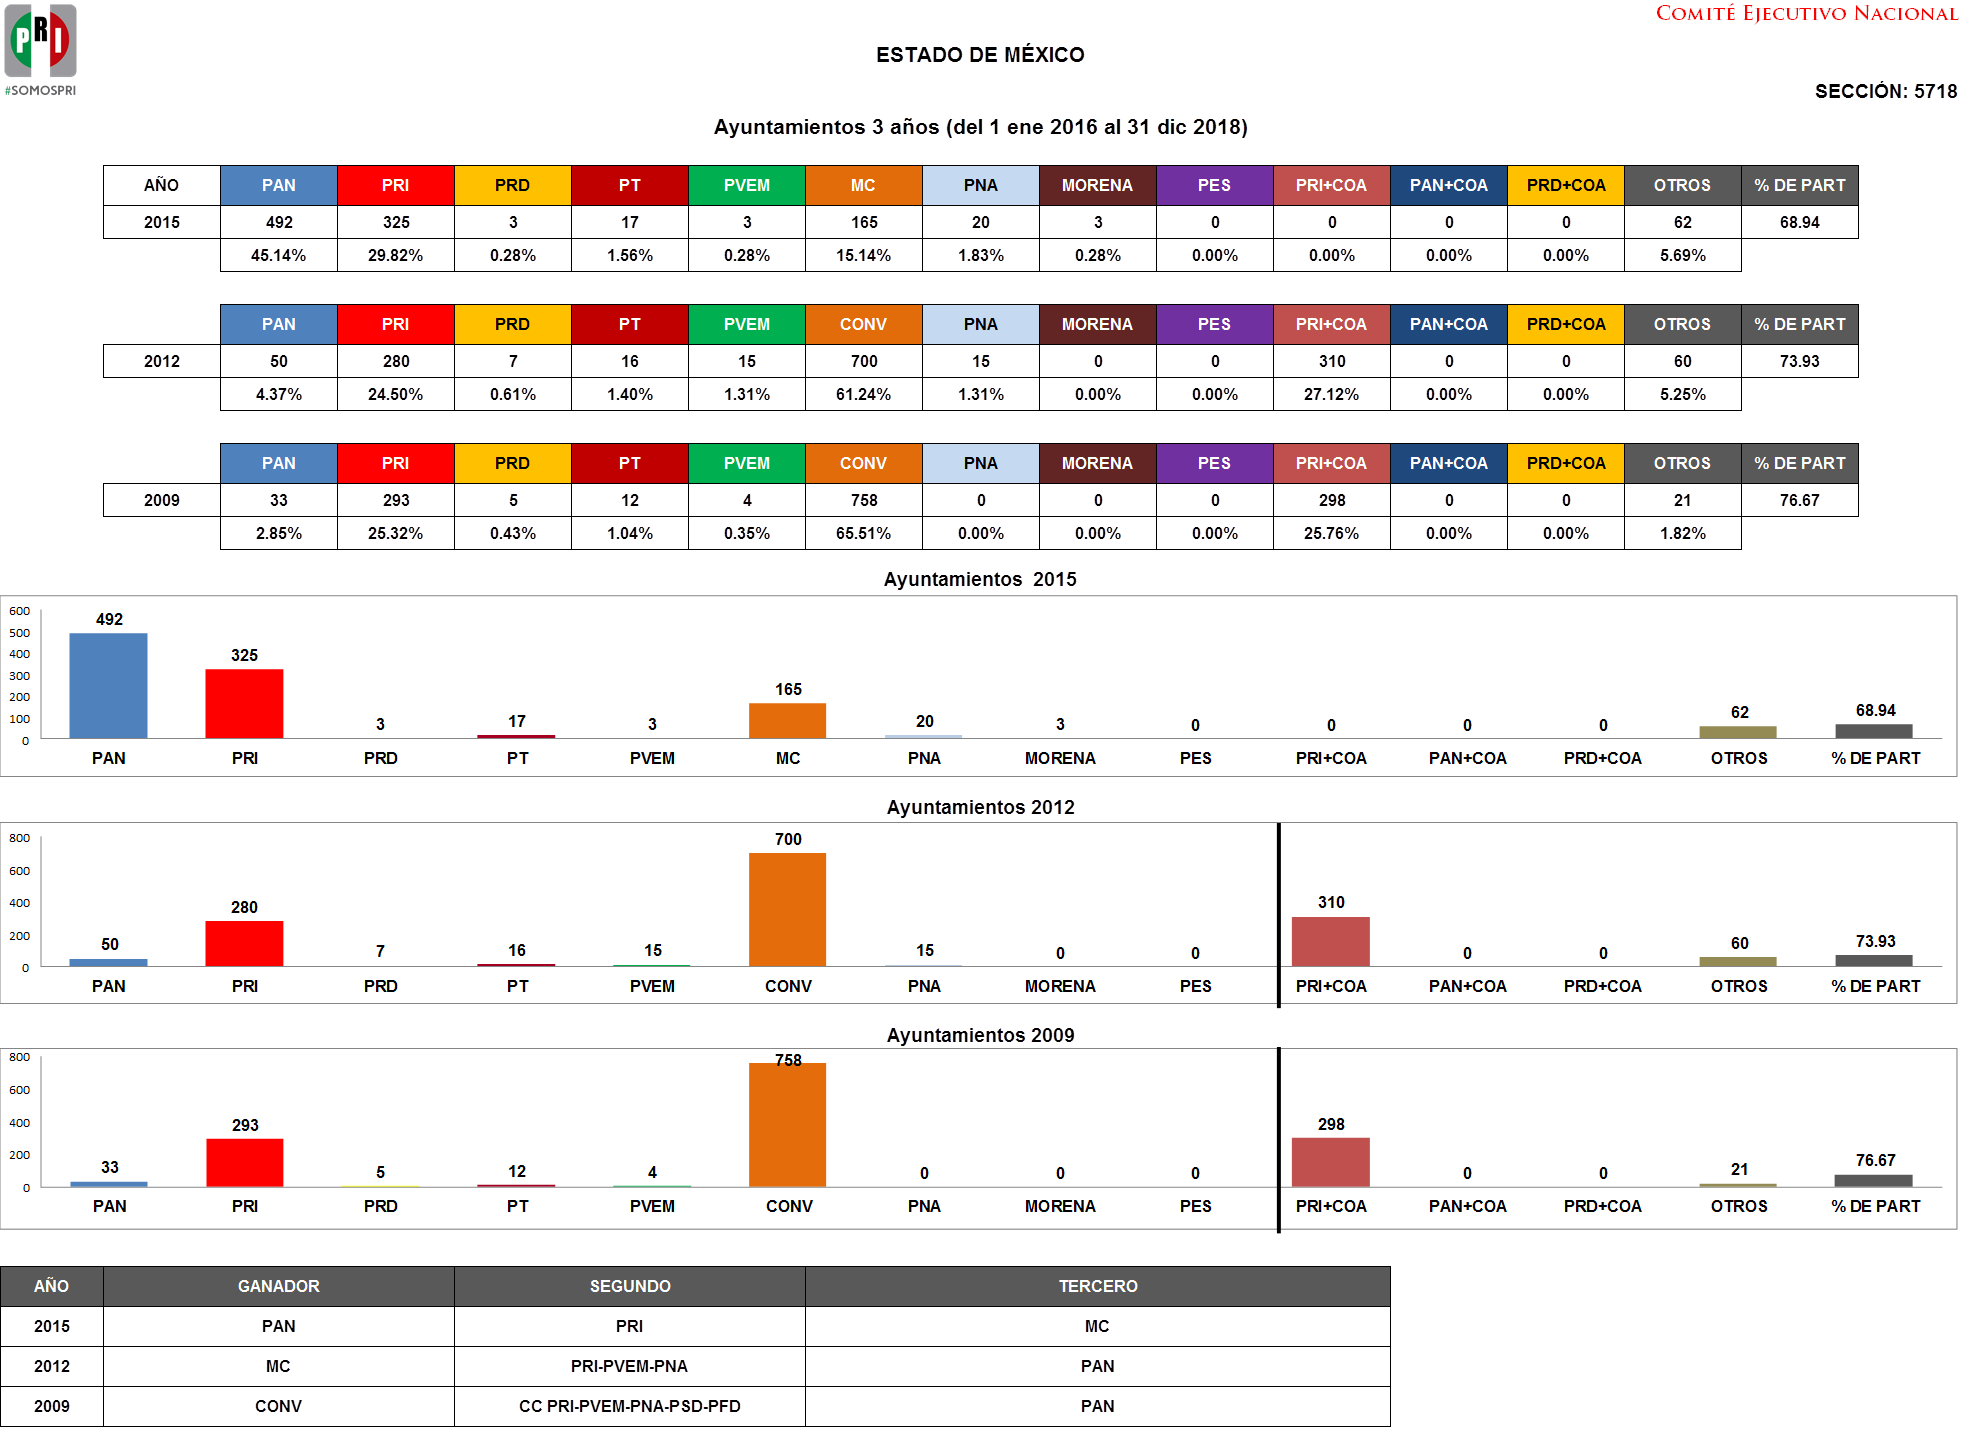 COMITÉ EJECUTIVO NACIONAL
PRI
#SOMOSPRI
ESTADO DE MÉXICO
SECCIÓN: 5718
Ayuntamientos 3 años (del 1 ene 2016 al 31 dic 2018)
AÑO PAN PRI PRD PT PVEM MC PNA MORENA PES PRI+COA PAN+COA PRD+COA OTROS % DE PART
2015 492 325 3 17 3 165 20 3 0 0 0 0 62 68.94
45.14% 29.82% 0.28% 1.56% 0.28% 15.14% 1.83% 0.28% 0.00% 0.00% 0.00% 0.00% 5.69%
PAN PRI PRD PT PVEM CONV PNA MORENA PES PRI+COA PAN+COA PRD+COA OTROS % DE PART
2012 50 280 7 16 15 700 15 0 0 310 0 0 60 73.93
4.37% 24.50% 0.61% 1.40% 1.31% 61.24% 1.31% 0.00% 0.00% 27.12% 0.00% 0.00% 5.25%
PAN PRI PRD PT PVEM CONV PNA MORENA PES PRI+COA PAN+COA PRD+COA OTROS % DE PART
2009 33 293 5 12 4 758 0 0 0 298 0 0 21 76.67
2.85% 25.32% 0.43% 1.04% 0.35% 65.51% 0.00% 0.00% 0.00% 25.76% 0.00% 0.00% 1.82%
Ayuntamientos 2015
600
500
400
300
200
100
0
492 325 3 17 3 165 20 3 0 0 0 0 62 68.94
PAN PRI PRD PT PVEM MC PNA MORENA PES PRI+COA PAN+COA PRD+COA OTROS % DE PART
Ayuntamientos 2012
800
600
400
200
0
50 280 7 16 15 700 15 0 0 310 0 0 60 73.93
PAN PRI PRD PT PVEM CONV PNA MORENA PES PRI+COA PAN+COA PRD+COA OTROS % DE PART
Ayuntamientos 2009
800
600
400
200
0
33 293 5 12 4 758 0 0 0 298 0 0 21 76.67
PAN PRI PRD PT PVEM CONV PNA MORENA PES PRI+COA PAN+COA PRD+COA OTROS % DE PART
AÑO GANADOR SEGUNDO TERCERO
2015 PAN PRI MC
2012 MC PRI-PVEM-PNA PAN
2009 CONV CC PRI-PVEM-PNA-PSD-PFD PAN